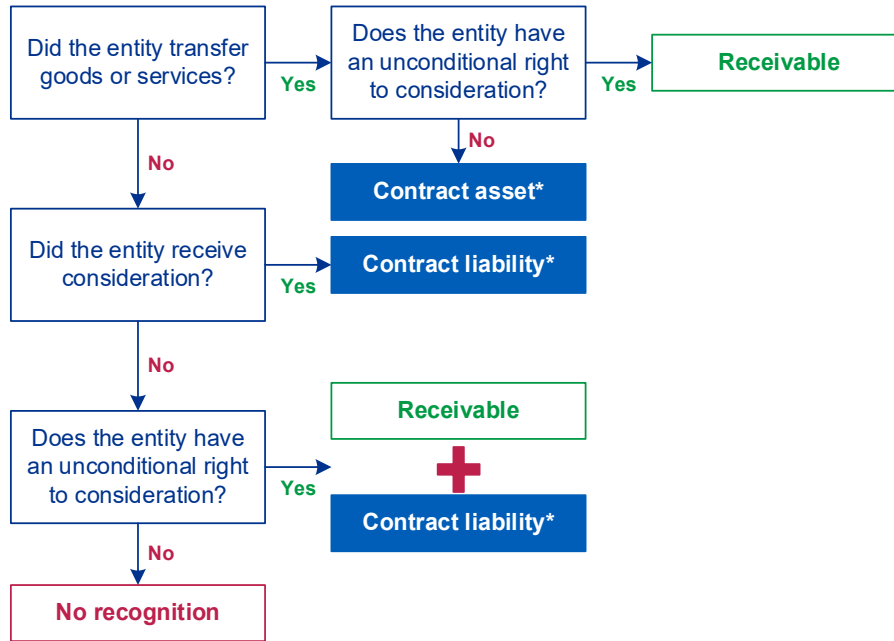 Did the entity transfer
goods or services?
Yes
Does the entity have
an unconditional right
to consideration?
Yes
Receivable
No
No
Contract asset*
Did the entity receive
consideration?
Yes
Contract liability*
No
Does the entity have
an unconditional right
to consideration?
Yes
Receivable
Contract liability*
No
No recognition